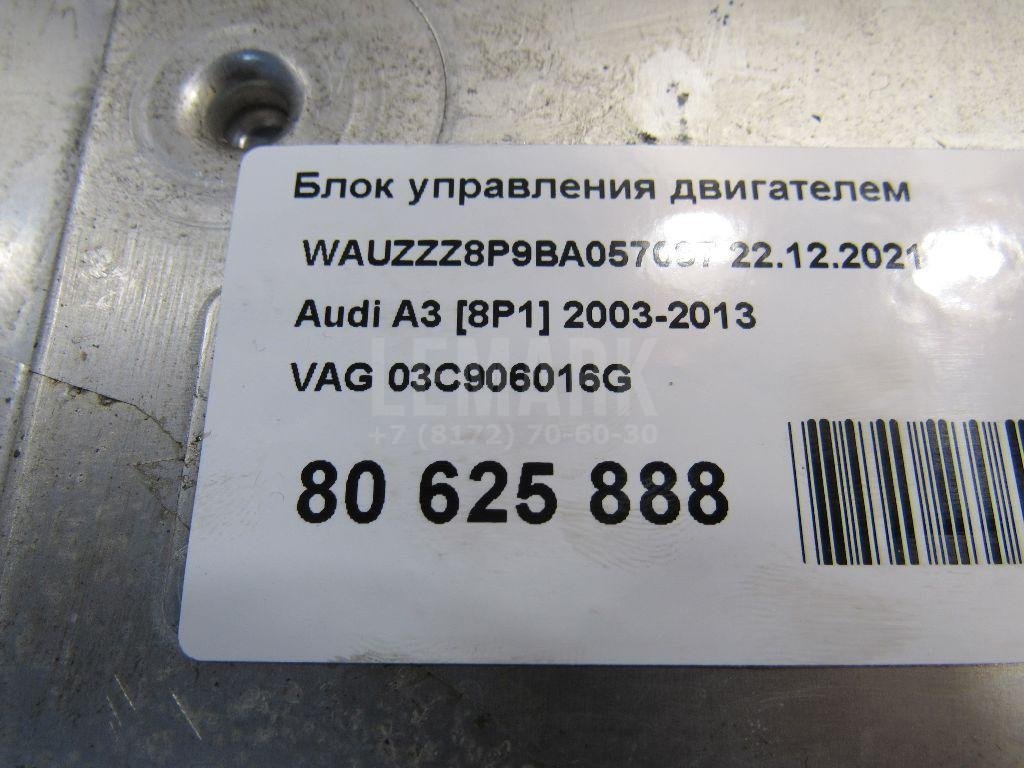 Блок управления двигателем
22.12.2021
Audi A3 [8P1] 2003-2013
VAG 03C906016G
LEMARK
+7 (8172) 70-60-30
80 625 888